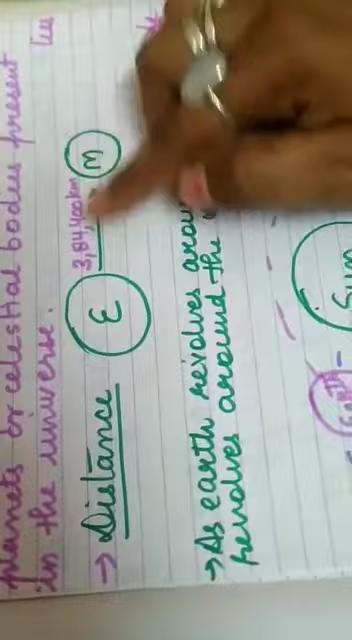 planets or celestial bodies present
in the universe.
→ Distance E 3,84,400km M
→ As earth revolves
revolves around the
Sun
Earth